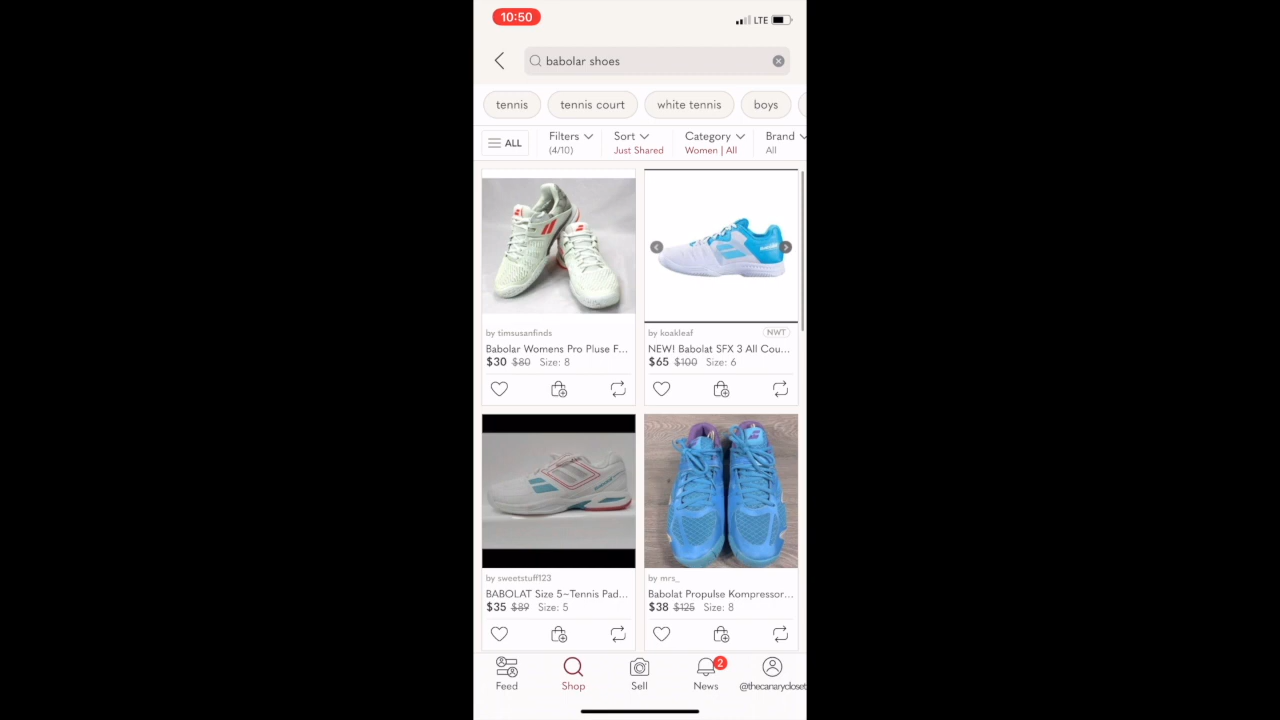 10:50
LTE
babolar shoes
tennis
tennis court
white tennis
boys
ALL
Filters
(4/10)
Sort
Just Shared
Category
Women | All
Brand
All
by timsusanfinds
Babolar Womens Pro Pluse F...
$30 $80 Size: 8
by koakleaf
NWT
NEW! Babolat SFX 3 All Cou...
$65 $100 Size: 6
by sweetstuff123
BABOLAT Size 5~Tennis Pad...
$35 $89 Size: 5
by mrs_
Babolat Propulse Kompressor...
$38 $125 Size: 8
Feed
Shop
Sell
2
News
@thecanarycloset